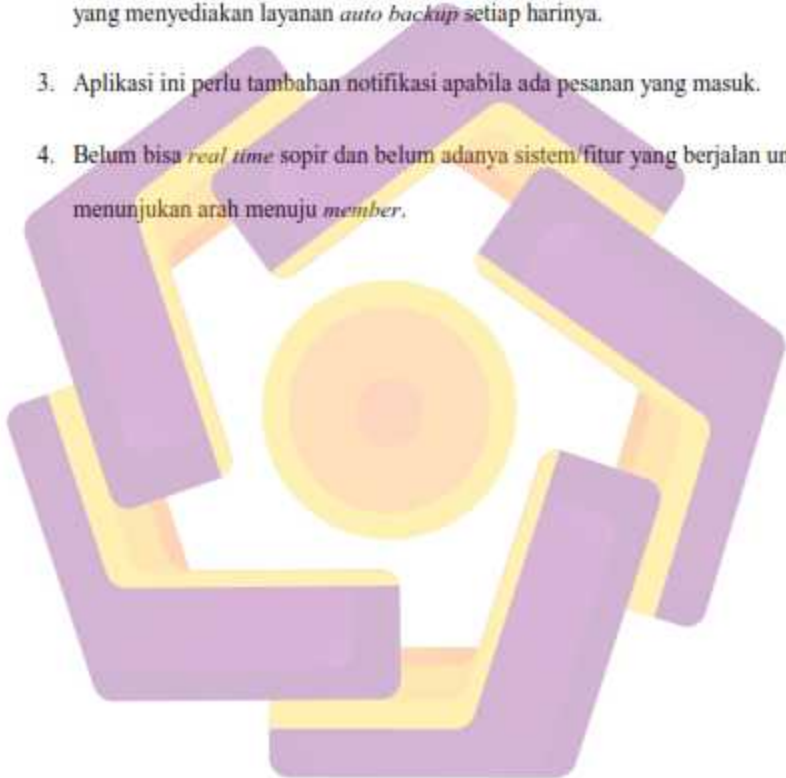 yang menyediakan layanan auto backup setiap harinya.
3. Aplikasi ini perlu tambahan notifikasi apabila ada pesanan yang masuk.
4. Belum bisa real time sopir dan belum adanya sistem/fitur yang berjalan
menunjukan arah menuju member.